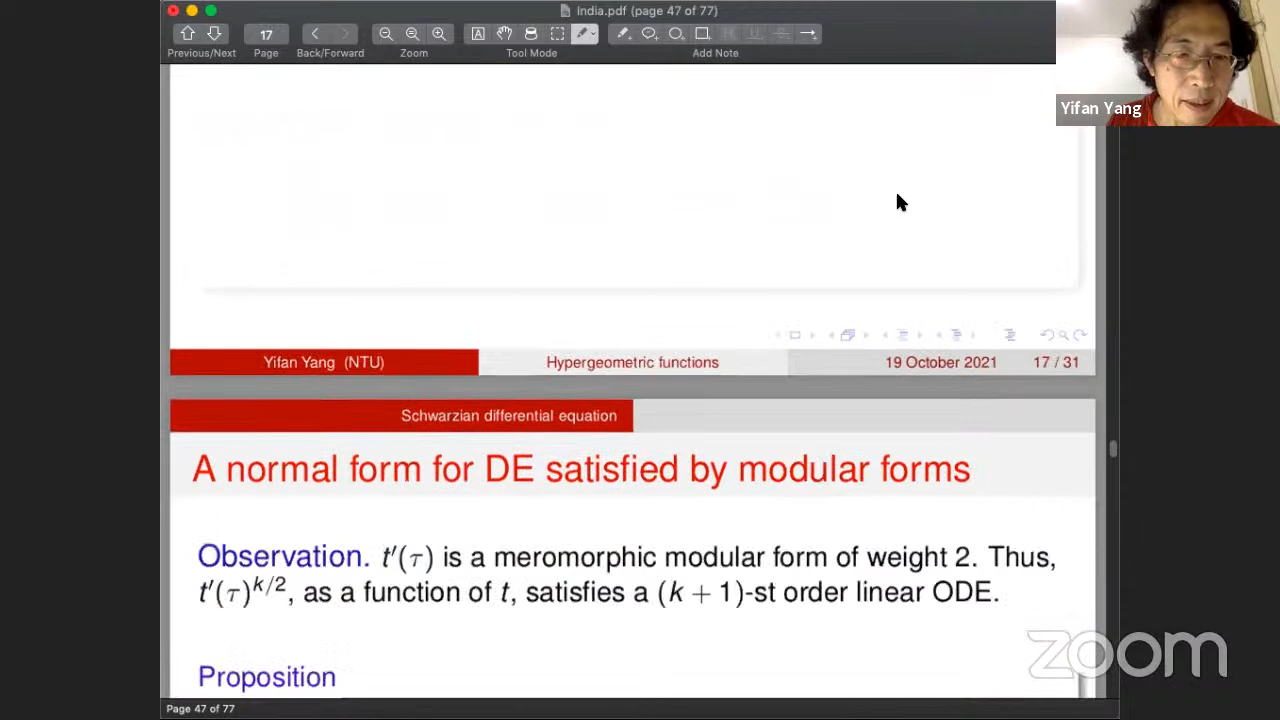 India.pdf (page 47 of 77)
17
Previous/Next
Page
Back/Forward
Zoom
Tool Mode
Add Note
Yifan Yang
Yifan Yang (NTU)
Hypergeometric functions
19 October 2021
17 / 31
Schwarzian differential equation
A normal form for DE satisfied by modular forms
Observation. t′(τ) is a meromorphic modular form of weight 2. Thus,
t′(τ)^{k/2}, as a function of t, satisfies a (k + 1)-st order linear ODE.
Proposition
zoom
Page 47 of 77